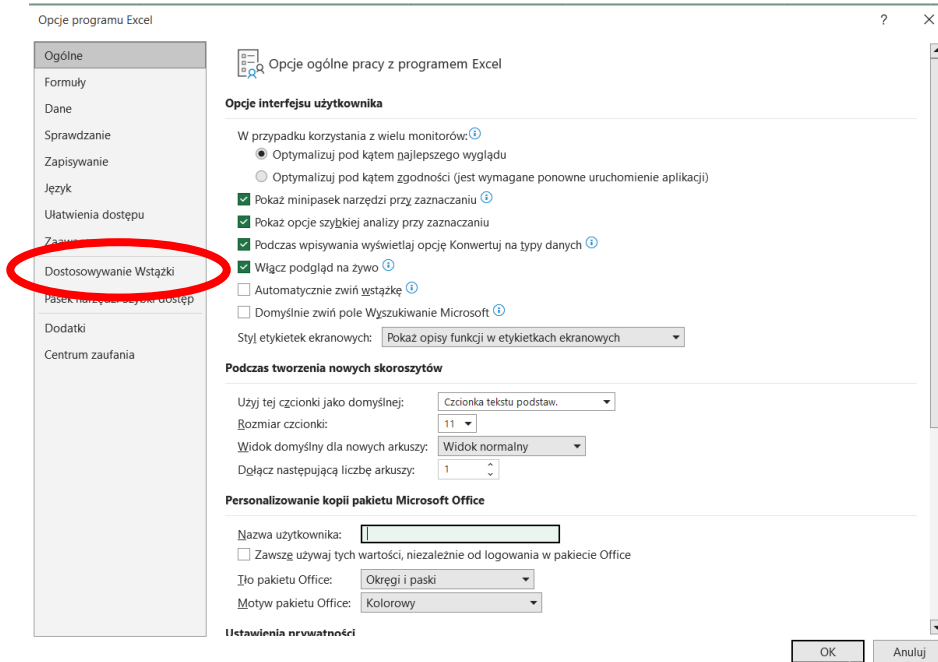 Opcje programu Excel
?
Ogólne
Formuły
Dane
Sprawdzanie
Zapisywanie
Język
Ułatwienia dostępu
Dostosowywanie Wstążki
Pasek narzędzi szybki dostęp
Dodatki
Centrum zaufania
Opcje ogólne pracy z programem Excel
Opcje interfejsu użytkownika
W przypadku korzystania z wielu monitorów:
Optymalizuj pod kątem najlepszego wyglądu
Optymalizuj pod kątem zgodności (jest wymagane ponowne uruchomienie aplikacji)
Pokaż minipasek narzędzi przy zaznaczaniu
Pokaż opcje szybkiej analizy przy zaznaczaniu
Podczas wpisywania wyświetlaj opcję Konwertuj na typy danych
Włącz podgląd na żywo
Automatycznie zwiń wstążkę
Domyślnie zwiń pole Wyszukiwanie Microsoft
Styl etykietek ekranowych: Pokaż opisy funkcji w etykietkach ekranowych
Podczas tworzenia nowych skoroszytów
Użyj tej czcionki jako domyślnej: Czcionka tekstu podstaw.
Rozmiar czcionki: 11
Widok domyślny dla nowych arkuszy: Widok normalny
Dołącz następującą liczbę arkuszy: 1
Personalizowanie kopii pakietu Microsoft Office
Nazwa użytkownika:
Zawsze używaj tych wartości, niezależnie od logowania w pakiecie Office
Tło pakietu Office: Okręgi i paski
Motyw pakietu Office: Kolorowy
Ustawienia prywatności
OK
Anuluj